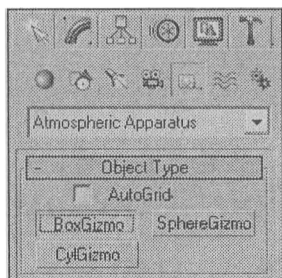 Atmospheric Apparatus
- Object Type
AutoGrid
BoxGizmo SphereGizmo
CylGizmo